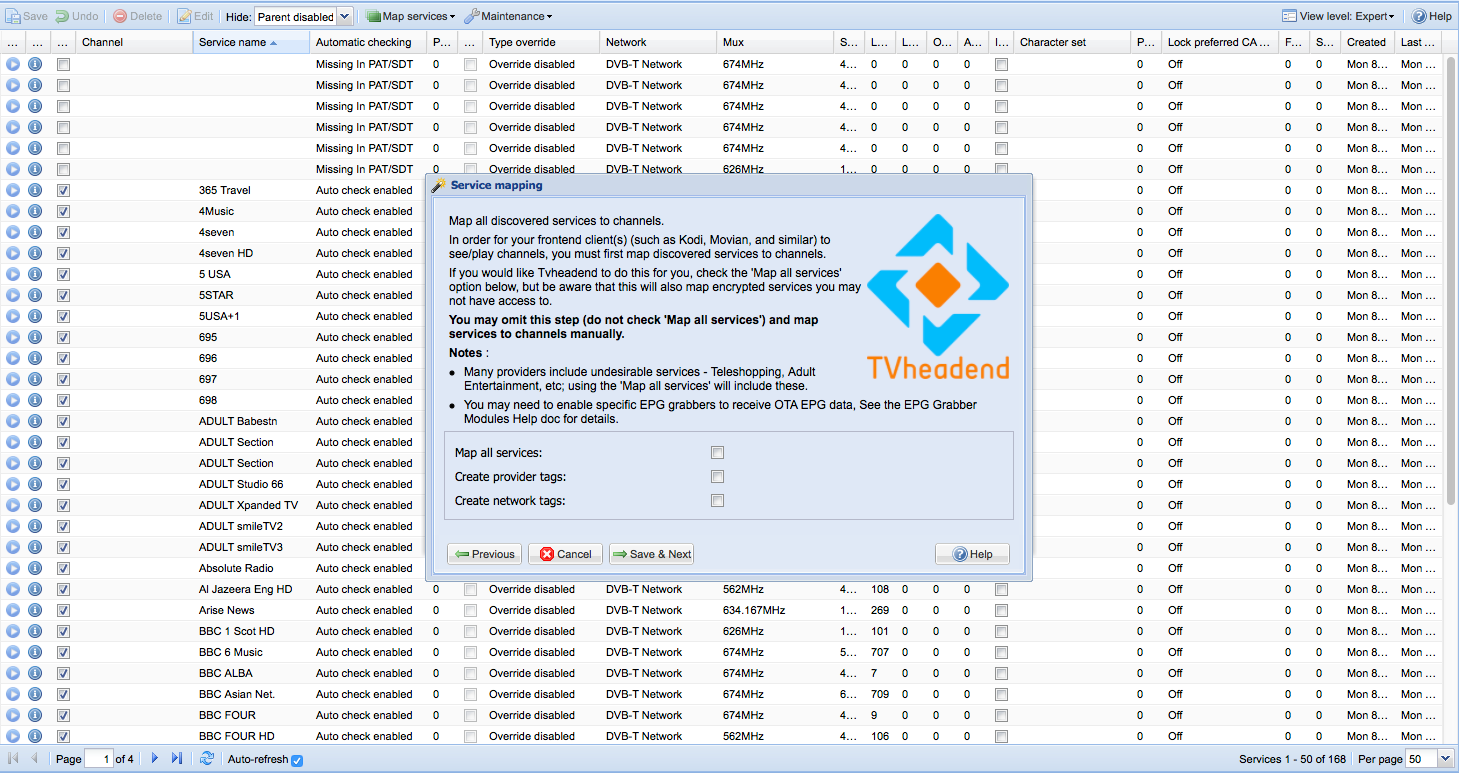 Save Undo Delete Edit Hide: Parent disabled Map services Maintenance View level: Expert Help
... ... ... Channel Service name Automatic checking P... ... Type override Network Mux S... L... L... O... A... I... Character set P... Lock preferred CA ... F... S... Created Last ...
Missing In PAT/SDT 0 Override disabled DVB-T Network 674MHz 4... 0 0 0 0 0 Off 0 0 Mon 8... Mon ...
Missing In PAT/SDT 0 Override disabled DVB-T Network 674MHz 4... 0 0 0 0 0 Off 0 0 Mon 8... Mon ...
Missing In PAT/SDT 0 Override disabled DVB-T Network 674MHz 4... 0 0 0 0 0 Off 0 0 Mon 8... Mon ...
Missing In PAT/SDT 0 Override disabled DVB-T Network 674MHz 4... 0 0 0 0 0 Off 0 0 Mon 8... Mon ...
Missing In PAT/SDT 0 Override disabled DVB-T Network 674MHz 4... 0 0 0 0 0 Off 0 0 Mon 8... Mon ...
Missing In PAT/SDT 0 Override disabled DVB-T Network 626MHz 1... 0 0 0 0 0 Off 0 0 Mon 8... Mon ...
365 Travel Auto check enabled 0 Off 0 0 Mon 8... Mon ...
4Music Auto check enabled 0 Off 0 0 Mon 8... Mon ...
4seven Auto check enabled 0 Off 0 0 Mon 8... Mon ...
4seven HD Auto check enabled 0 Off 0 0 Mon 8... Mon ...
5 USA Auto check enabled 0 Off 0 0 Mon 8... Mon ...
5STAR Auto check enabled 0 Off 0 0 Mon 8... Mon ...
5USA+1 Auto check enabled 0 Off 0 0 Mon 8... Mon ...
695 Auto check enabled 0 Off 0 0 Mon 8... Mon ...
696 Auto check enabled 0 Off 0 0 Mon 8... Mon ...
697 Auto check enabled 0 Off 0 0 Mon 8... Mon ...
698 Auto check enabled 0 Off 0 0 Mon 8... Mon ...
ADULT Babestn Auto check enabled 0 Off 0 0 Mon 8... Mon ...
ADULT Section Auto check enabled 0 Off 0 0 Mon 8... Mon ...
ADULT Section Auto check enabled 0 Off 0 0 Mon 8... Mon ...
ADULT Studio 66 Auto check enabled 0 Off 0 0 Mon 8... Mon ...
ADULT Xpanded TV Auto check enabled 0 Off 0 0 Mon 8... Mon ...
ADULT smileTV2 Auto check enabled 0 Off 0 0 Mon 8... Mon ...
ADULT smileTV3 Auto check enabled 0 Off 0 0 Mon 8... Mon ...
Absolute Radio Auto check enabled 0 Off 0 0 Mon 8... Mon ...
Al Jazeera Eng HD Auto check enabled 0 Override disabled DVB-T Network 562MHz 4... 108 0 0 0 0 Off 0 0 Mon 8... Mon ...
Arise News Auto check enabled 0 Override disabled DVB-T Network 634.167MHz 1... 269 0 0 0 0 Off 0 0 Mon 8... Mon ...
BBC 1 Scot HD Auto check enabled 0 Override disabled DVB-T Network 626MHz 1... 101 0 0 0 0 Off 0 0 Mon 8... Mon ...
BBC 6 Music Auto check enabled 0 Override disabled DVB-T Network 674MHz 5... 707 0 0 0 0 Off 0 0 Mon 8... Mon ...
BBC ALBA Auto check enabled 0 Override disabled DVB-T Network 674MHz 4... 7 0 0 0 0 Off 0 0 Mon 8... Mon ...
BBC Asian Net. Auto check enabled 0 Override disabled DVB-T Network 674MHz 6... 709 0 0 0 0 Off 0 0 Mon 8... Mon ...
BBC FOUR Auto check enabled 0 Override disabled DVB-T Network 674MHz 4... 9 0 0 0 0 Off 0 0 Mon 8... Mon ...
BBC FOUR HD Auto check enabled 0 Override disabled DVB-T Network 562MHz 4... 106 0 0 0 0 Off 0 0 Mon 8... Mon ...
Service mapping
Map all discovered services to channels.
In order for your frontend client(s) (such as Kodi, Movian, and similar) to
see/play channels, you must first map discovered services to channels.
If you would like Tvheadend to do this for you, check the 'Map all services'
option below, but be aware that this will also map encrypted services you may
not have access to.
You may omit this step (do not check 'Map all services') and map
services to channels manually.
TVheadend
Notes :
• Many providers include undesirable services - Teleshopping, Adult
Entertainment, etc; using the 'Map all services' will include these.
• You may need to enable specific EPG grabbers to receive OTA EPG data, See the EPG Grabber
Modules Help doc for details.
Map all services:
Create provider tags:
Create network tags:
Previous Cancel Save & Next Help
Page 1 of 4 Auto-refresh Services 1 - 50 of 168 Per page 50